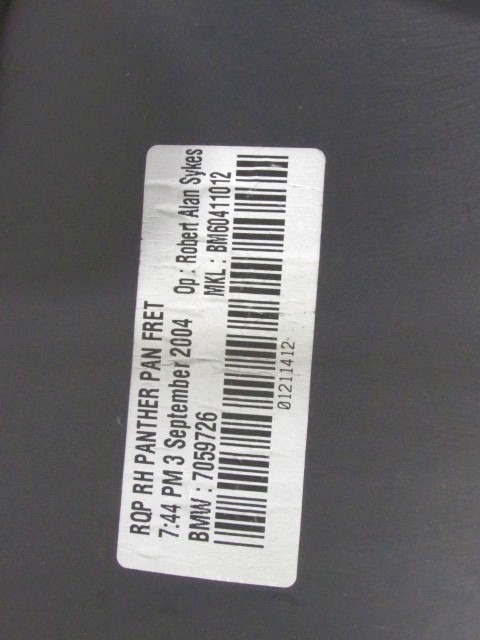 RQP RH PANTHER PAN FRET
7:44 PM 3 September 2004 Op : Robert Alan Sykes
BMW : 7059726 MKL : BM60411012
01211412